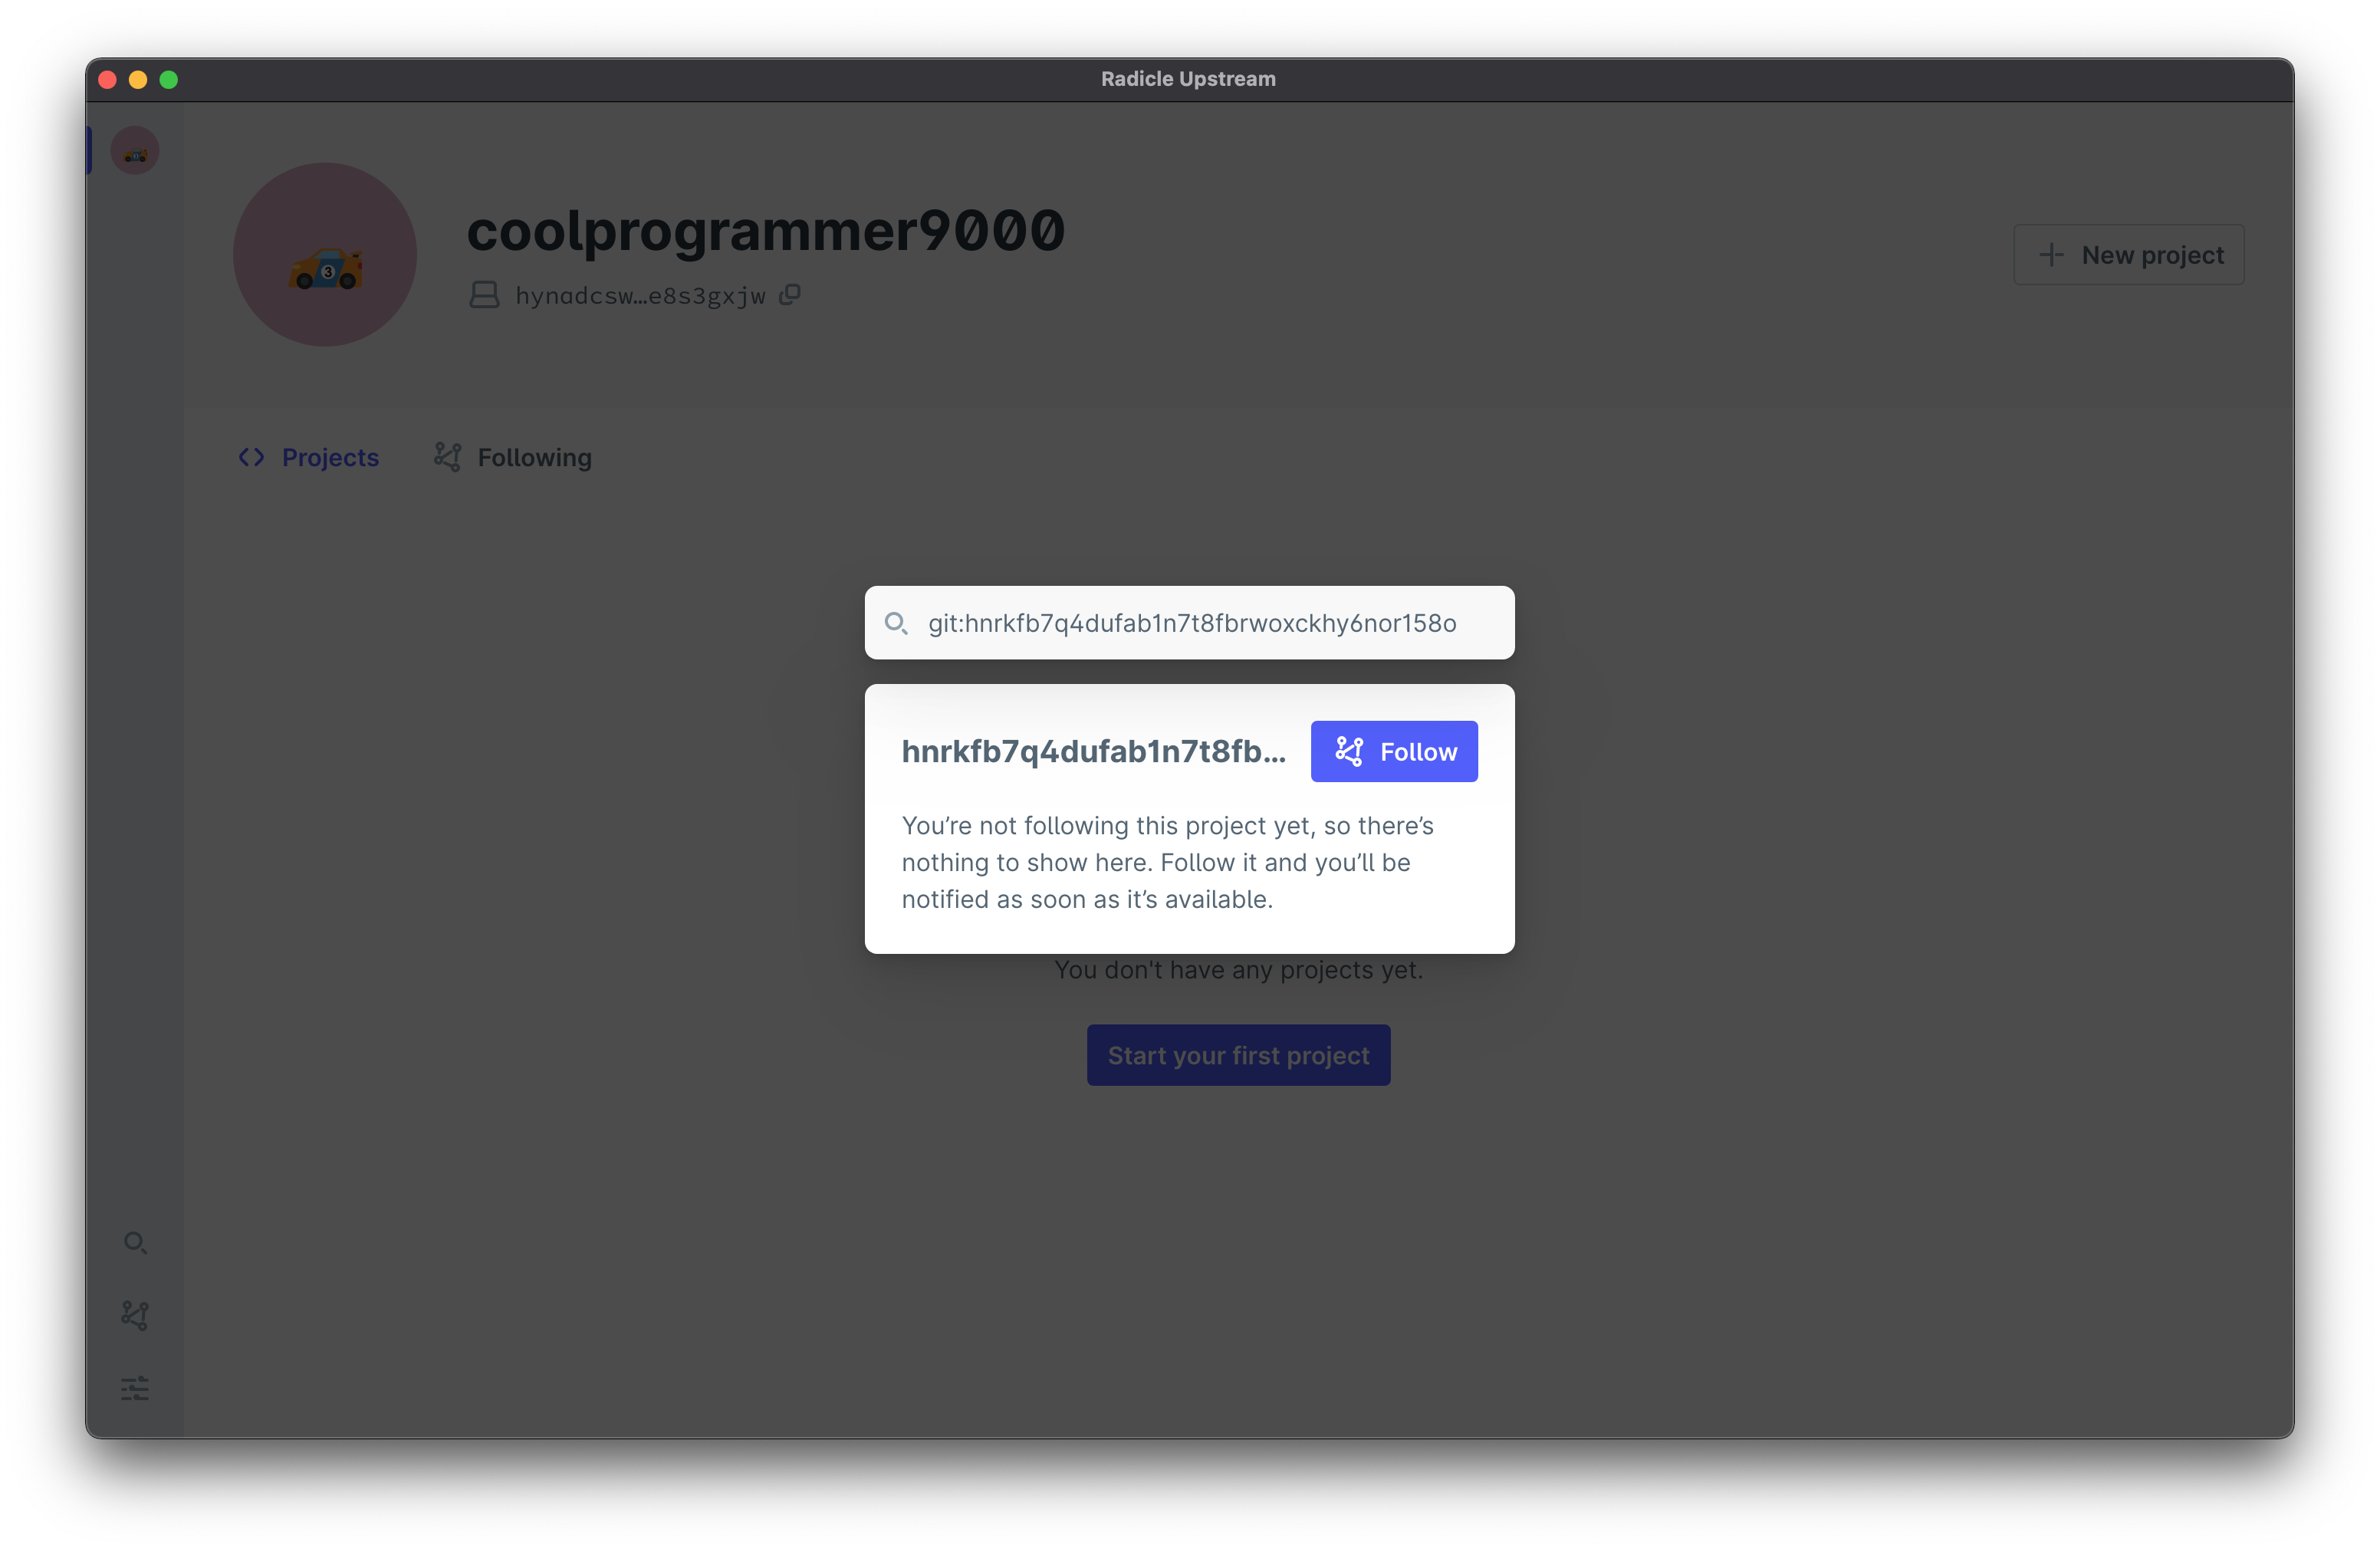 Radicle Upstream
coolprogrammer9000
hynadcsw…e8s3gxjw
New project
Projects
Following
git:hnrkfb7q4dufab1n7t8fbrwoxckhy6nor158o
hnrkfb7q4dufab1n7t8fb...
Follow
You’re not following this project yet, so there’s
nothing to show here. Follow it and you’ll be
notified as soon as it’s available.
You don't have any projects yet.
Start your first project
3